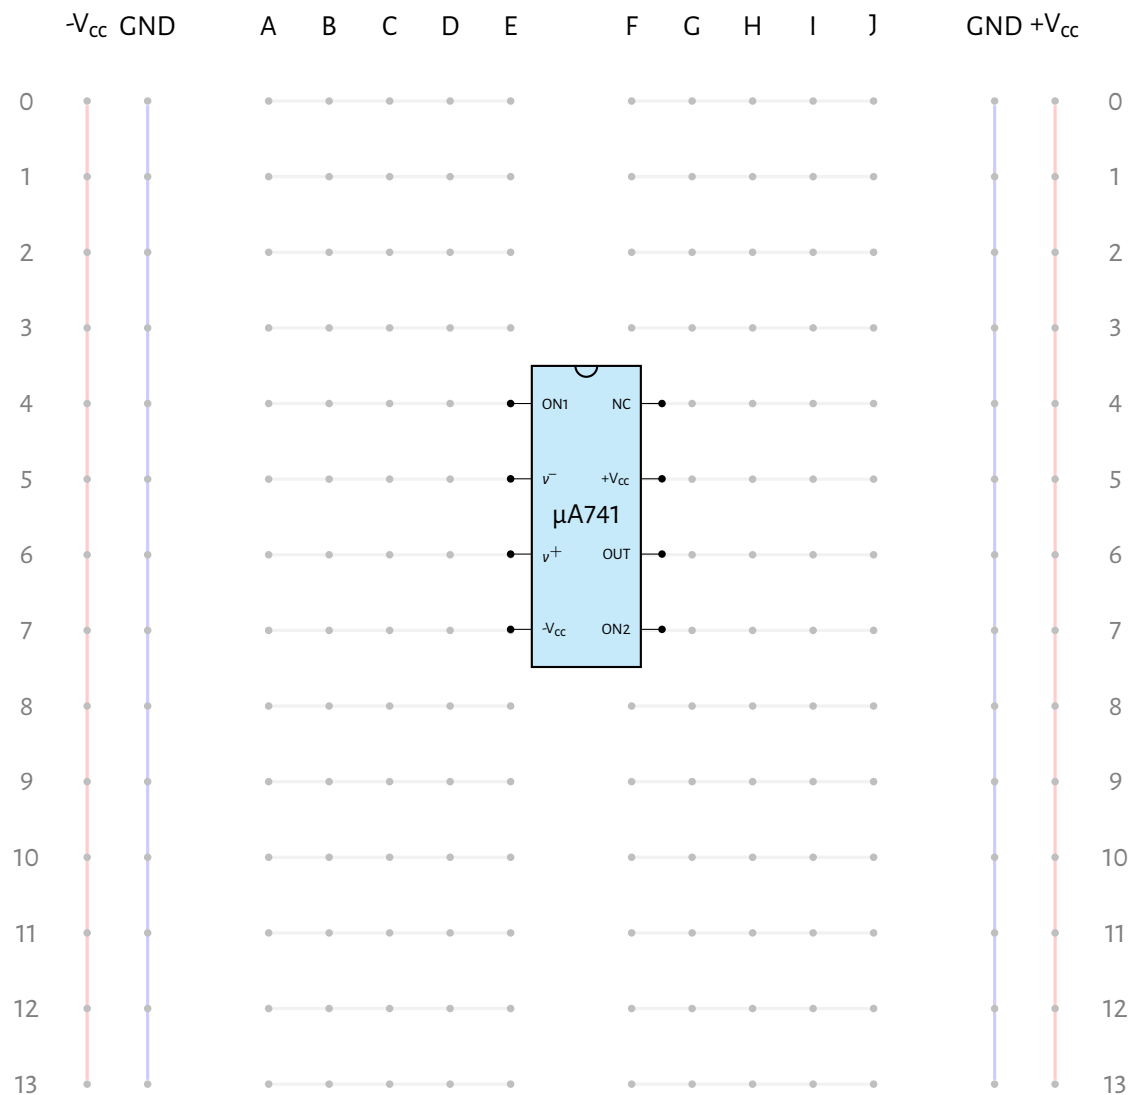 -Vcc GND A B C D E F G H I J GND +Vcc
0 0
1 1
2 2
3 3
4 ON1 NC 4
5 v⁻ +Vcc 5
µA741
6 v⁺ OUT 6
7 -Vcc ON2 7
8 8
9 9
10 10
11 11
12 12
13 13